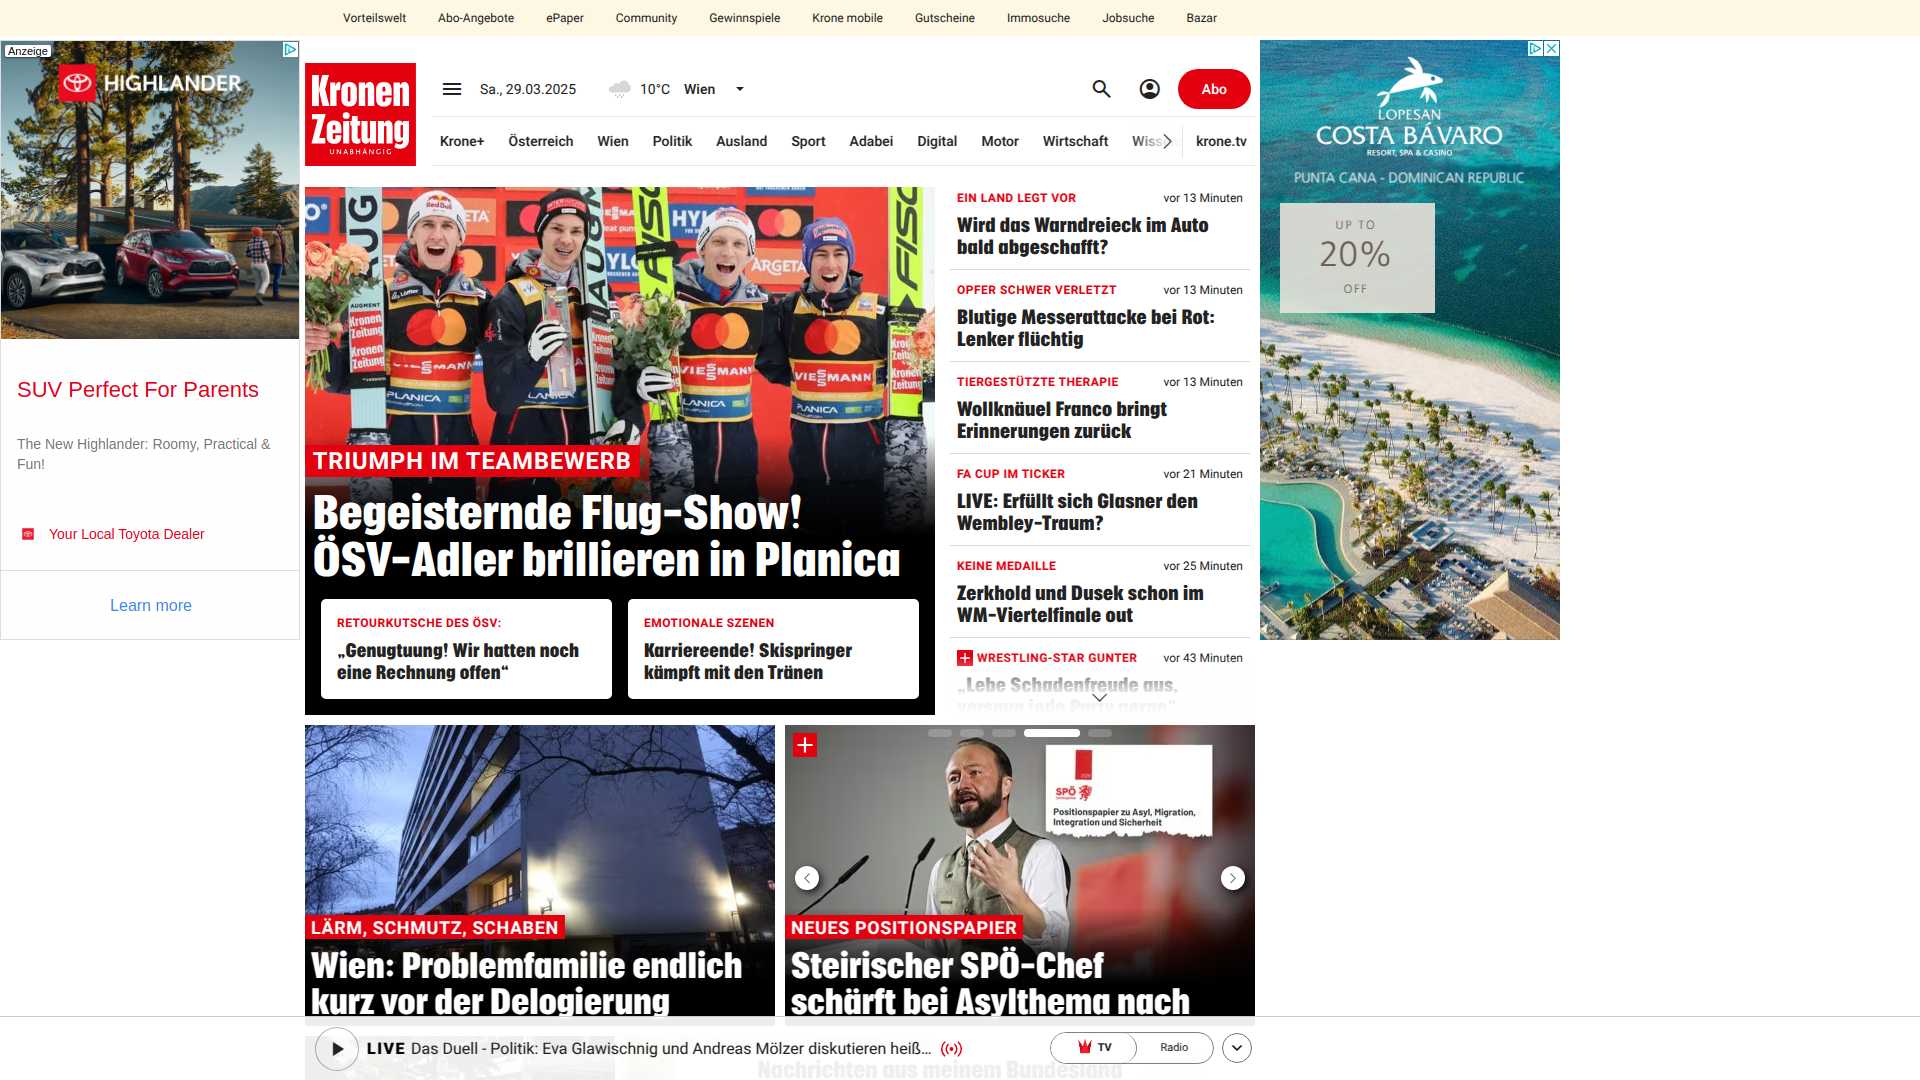 Vorteilswelt
Abo-Angebote
ePaper
Community
Gewinnspiele
Krone mobile
Gutscheine
Immosuche
Jobsuche
Bazar
Anzeige
HIGHLANDER
SUV Perfect For Parents
The New Highlander: Roomy, Practical &
Fun!
Your Local Toyota Dealer
Learn more
Kronen
Zeitung
UNABHÄNGIG
Sa., 29.03.2025
10°C
Wien
Abo
Krone+
Österreich
Wien
Politik
Ausland
Sport
Adabei
Digital
Motor
Wirtschaft
krone.tv
TRIUMPH IM TEAMBEWERB
Begeisternde Flug-Show!
ÖSV-Adler brillieren in Planica
RETOURKUTSCHE DES ÖSV:
„Genugtuung! Wir hatten noch
eine Rechnung offen“
EMOTIONALE SZENEN
Karriereende! Skispringer
kämpft mit den Tränen
EIN LAND LEGT VOR
vor 13 Minuten
Wird das Warndreieck im Auto
bald abgeschafft?
OPFER SCHWER VERLETZT
vor 13 Minuten
Blutige Messerattacke bei Rot:
Lenker flüchtig
TIERGESTÜTZTE THERAPIE
vor 13 Minuten
Wollknäuel Franco bringt
Erinnerungen zurück
FA CUP IM TICKER
vor 21 Minuten
LIVE: Erfüllt sich Glasner den
Wembley-Traum?
KEINE MEDAILLE
vor 25 Minuten
Zerkhold und Dusek schon im
WM-Viertelfinale out
WRESTLING-STAR GUNTER
vor 43 Minuten
„Lebe Schadenfreude aus,
versaue jede Party gerne“
LOPESAN
COSTA BÁVARO
RESORT, SPA & CASINO
PUNTA CANA - DOMINICAN REPUBLIC
UP TO
20%
OFF
LÄRM, SCHMUTZ, SCHABEN
Wien: Problemfamilie endlich
kurz vor der Delogierung
SPÖ
Positionspapier zu Asyl, Migration,
Integration und Sicherheit
NEUES POSITIONSPAPIER
Steirischer SPÖ-Chef
schärft bei Asylthema nach
LIVE Das Duell - Politik: Eva Glawischnig und Andreas Mölzer diskutieren heiß...
TV
Radio
Nachrichten aus meinem Bundesland